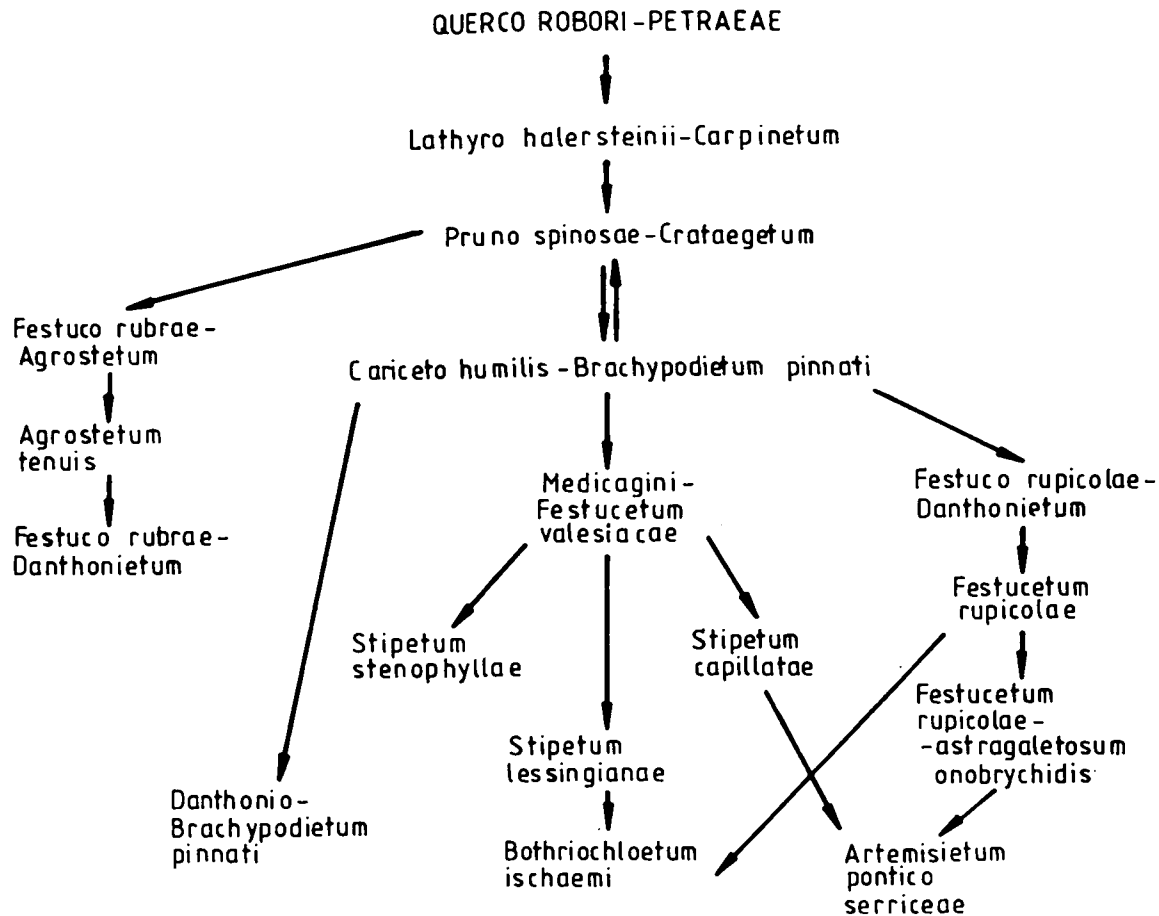 QUERCO ROBORI-PETRAEAE
Lathyro halersteinii-Carpinetum
Pruno spinosae-Crataegetum
Festuco rubrae-
Agrostetum
Cariceto humilis-Brachypodietum pinnati
Agrostetum
tenuis
Festuco rubrae-
Danthonietum
Medicagini-
Festucetum
valesiacae
Festuco rupicolae-
Danthonietum
Festucetum
rupicolae
Stipetum
stenophyllae
Stipetum
capillatae
Festucetum
rupicolae-
-astragaletosum
onobrychidis
Stipetum
lessingianae
Danthonio-
Brachypodietum
pinnati
Bothriochloetum
ischaemi
Artemisietum
pontico
serriceae